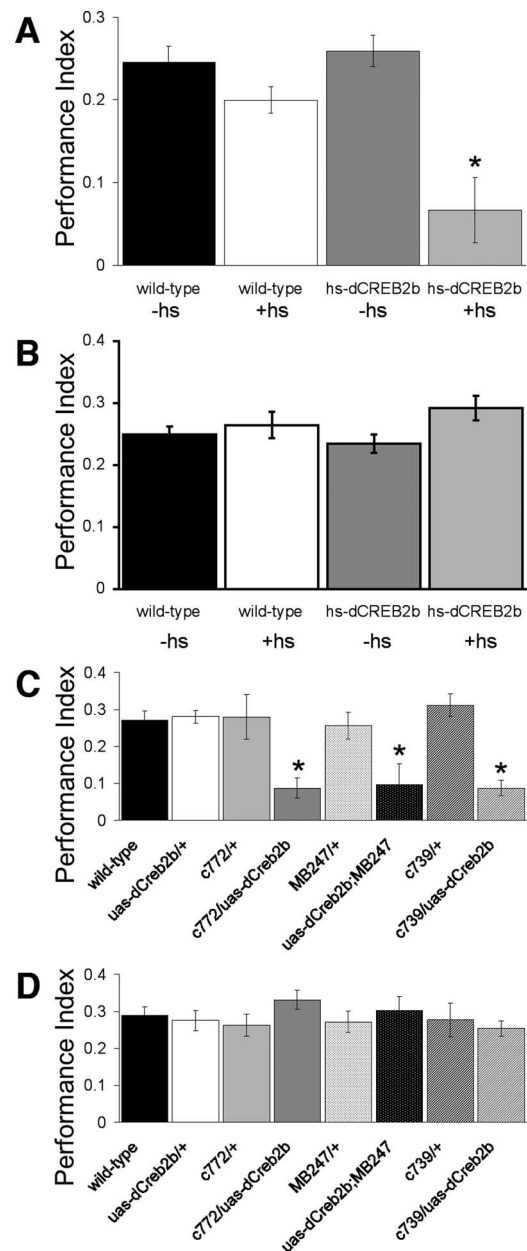 A
Performance Index
0.3
0.2
0.1
0
wild-type wild-type hs-dCREB2b hs-dCREB2b
-hs +hs -hs +hs
*
B
Performance Index
0.4
0.3
0.2
0.1
0
wild-type wild-type hs-dCREB2b hs-dCREB2b
-hs +hs -hs +hs
C
Performance Index
0.4
0.3
0.2
0.1
0
* * *
wild-type
uas-dCreb2b/+
c772/+
c772/uas-dCreb2b
MB247/+
uas-dCreb2b;MB247
c739/+
c739/uas-dCreb2b
D
Performance Index
0.4
0.3
0.2
0.1
0
wild-type
uas-dCreb2b/+
c772/+
c772/uas-dCreb2b
MB247/+
uas-dCreb2b;MB247
c739/+
c739/uas-dCreb2b